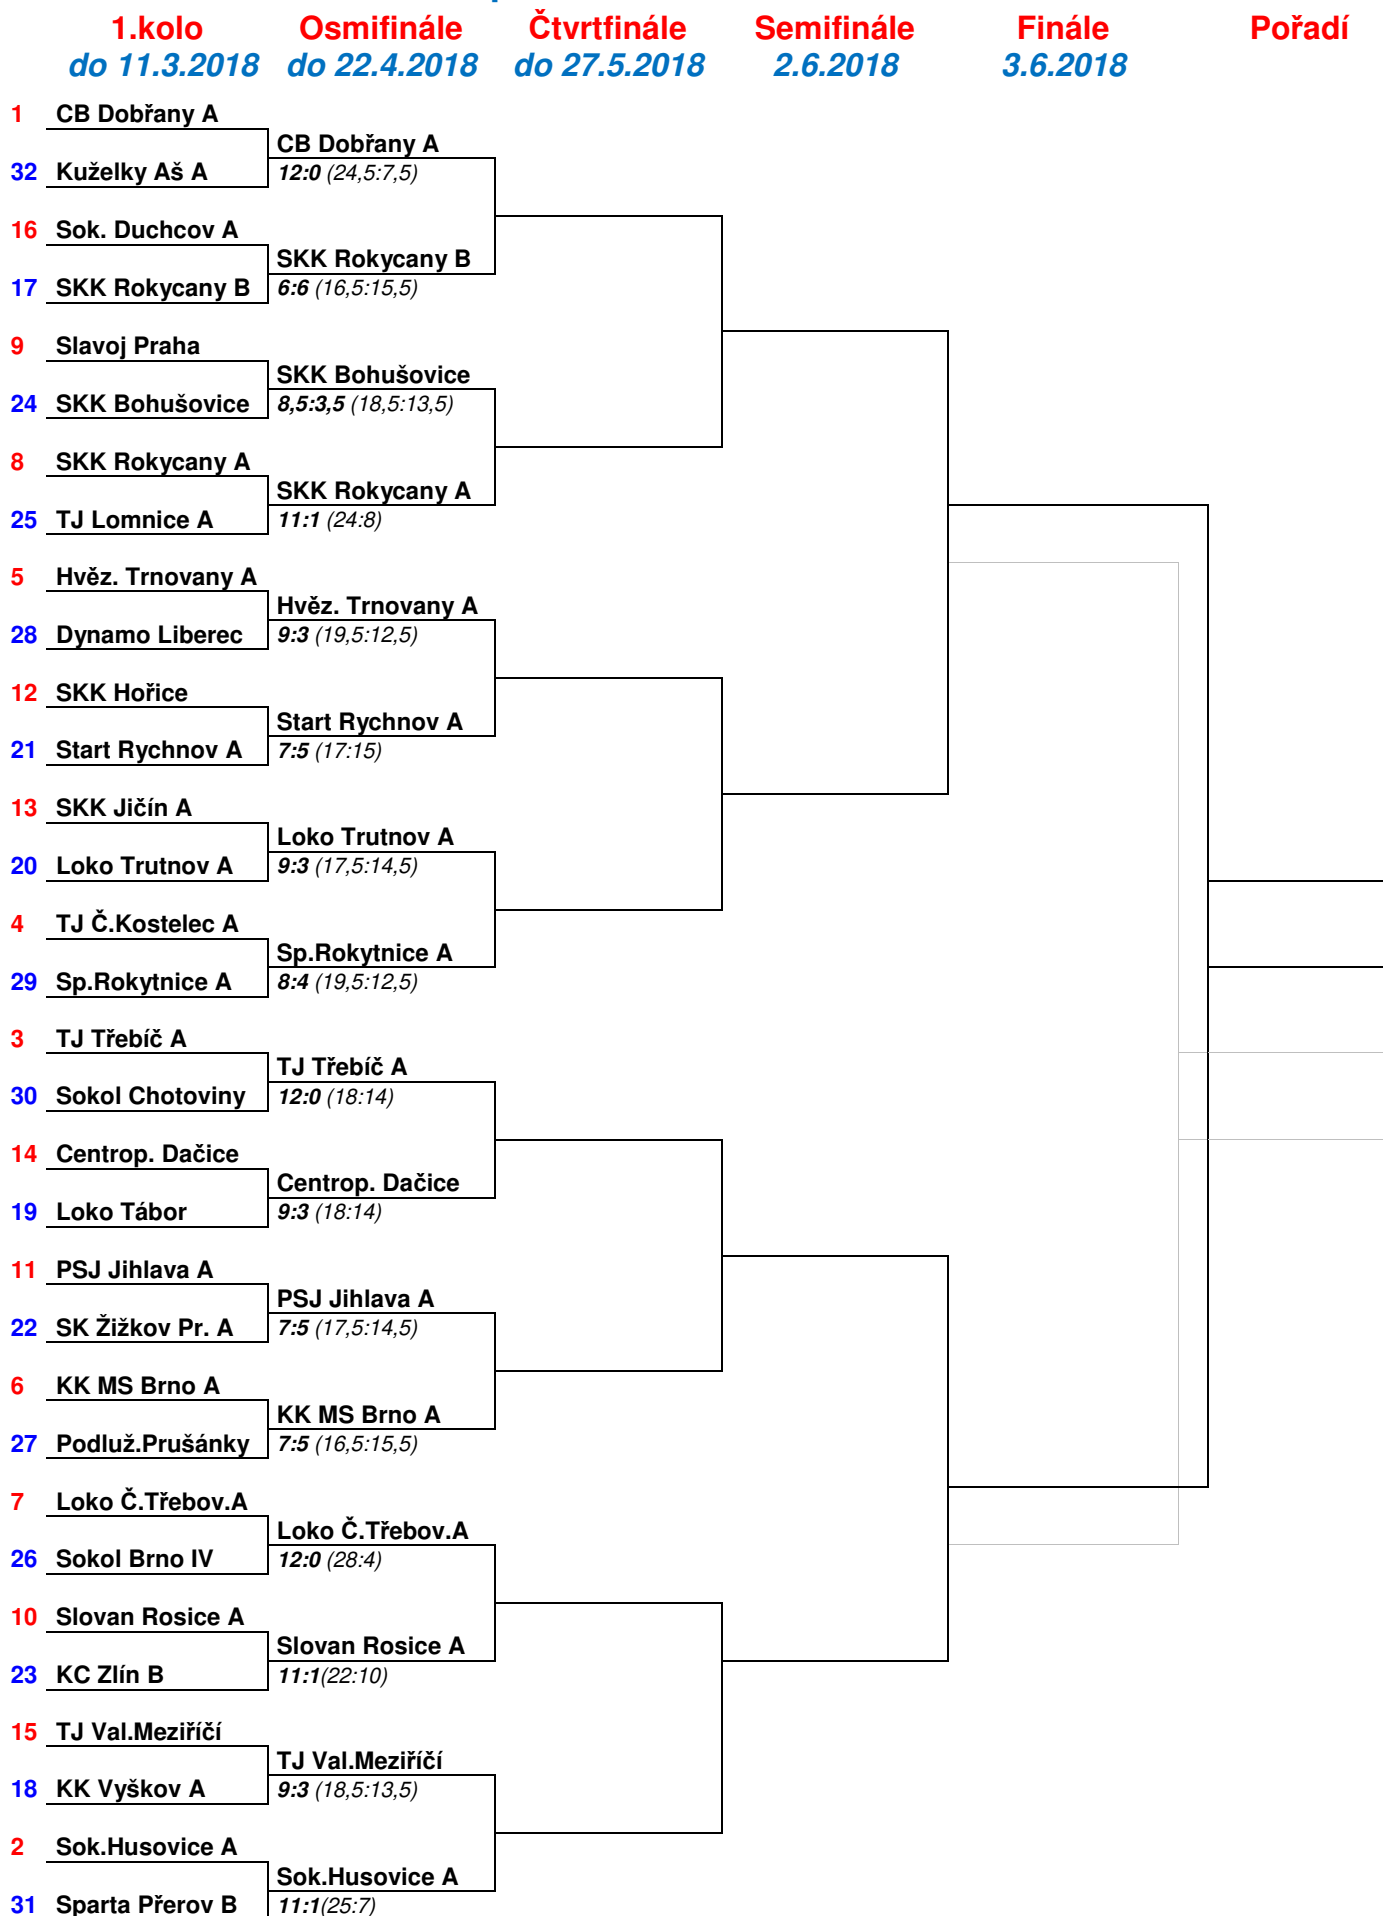 1.kolo Osmifinále Čtvrtfinále Semifinále Finále Pořadí
do 11.3.2018 do 22.4.2018 do 27.5.2018 2.6.2018 3.6.2018
1 CB Dobřany A
CB Dobřany A
32 Kuželky Aš A 12:0 (24,5:7,5)
16 Sok. Duchcov A
SKK Rokycany B
17 SKK Rokycany B 6:6 (16,5:15,5)
9 Slavoj Praha
SKK Bohušovice
24 SKK Bohušovice 8,5:3,5 (18,5:13,5)
8 SKK Rokycany A
SKK Rokycany A
25 TJ Lomnice A 11:1 (24:8)
5 Hvěz. Trnovany A
Hvěz. Trnovany A
28 Dynamo Liberec 9:3 (19,5:12,5)
12 SKK Hořice
Start Rychnov A
21 Start Rychnov A 7:5 (17:15)
13 SKK Jičín A
Loko Trutnov A
20 Loko Trutnov A 9:3 (17,5:14,5)
4 TJ Č.Kostelec A
Sp.Rokytnice A
29 Sp.Rokytnice A 8:4 (19,5:12,5)
3 TJ Třebíč A
TJ Třebíč A
30 Sokol Chotoviny 12:0 (18:14)
14 Centrop. Dačice
Centrop. Dačice
19 Loko Tábor 9:3 (18:14)
11 PSJ Jihlava A
PSJ Jihlava A
22 SK Žižkov Pr. A 7:5 (17,5:14,5)
6 KK MS Brno A
KK MS Brno A
27 Podluž.Prušánky 7:5 (16,5:15,5)
7 Loko Č.Třebov.A
Loko Č.Třebov.A
26 Sokol Brno IV 12:0 (28:4)
10 Slovan Rosice A
Slovan Rosice A
23 KC Zlín B 11:1(22:10)
15 TJ Val.Meziříčí
TJ Val.Meziříčí
18 KK Vyškov A 9:3 (18,5:13,5)
2 Sok.Husovice A
Sok.Husovice A
31 Sparta Přerov B 11:1(25:7)